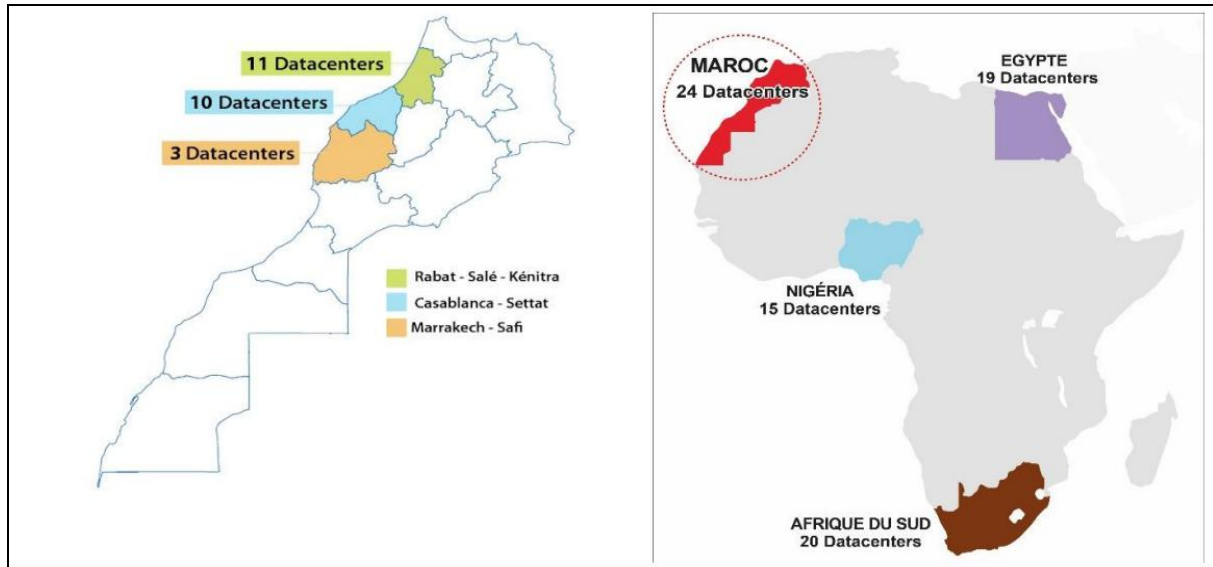 11 Datacenters
10 Datacenters
3 Datacenters
Rabat - Salé - Kénitra
Casablanca - Settat
Marrakech - Safi
MAROC
24 Datacenters
EGYPTE
19 Datacenters
NIGÉRIA
15 Datacenters
AFRIQUE DU SUD
20 Datacenters